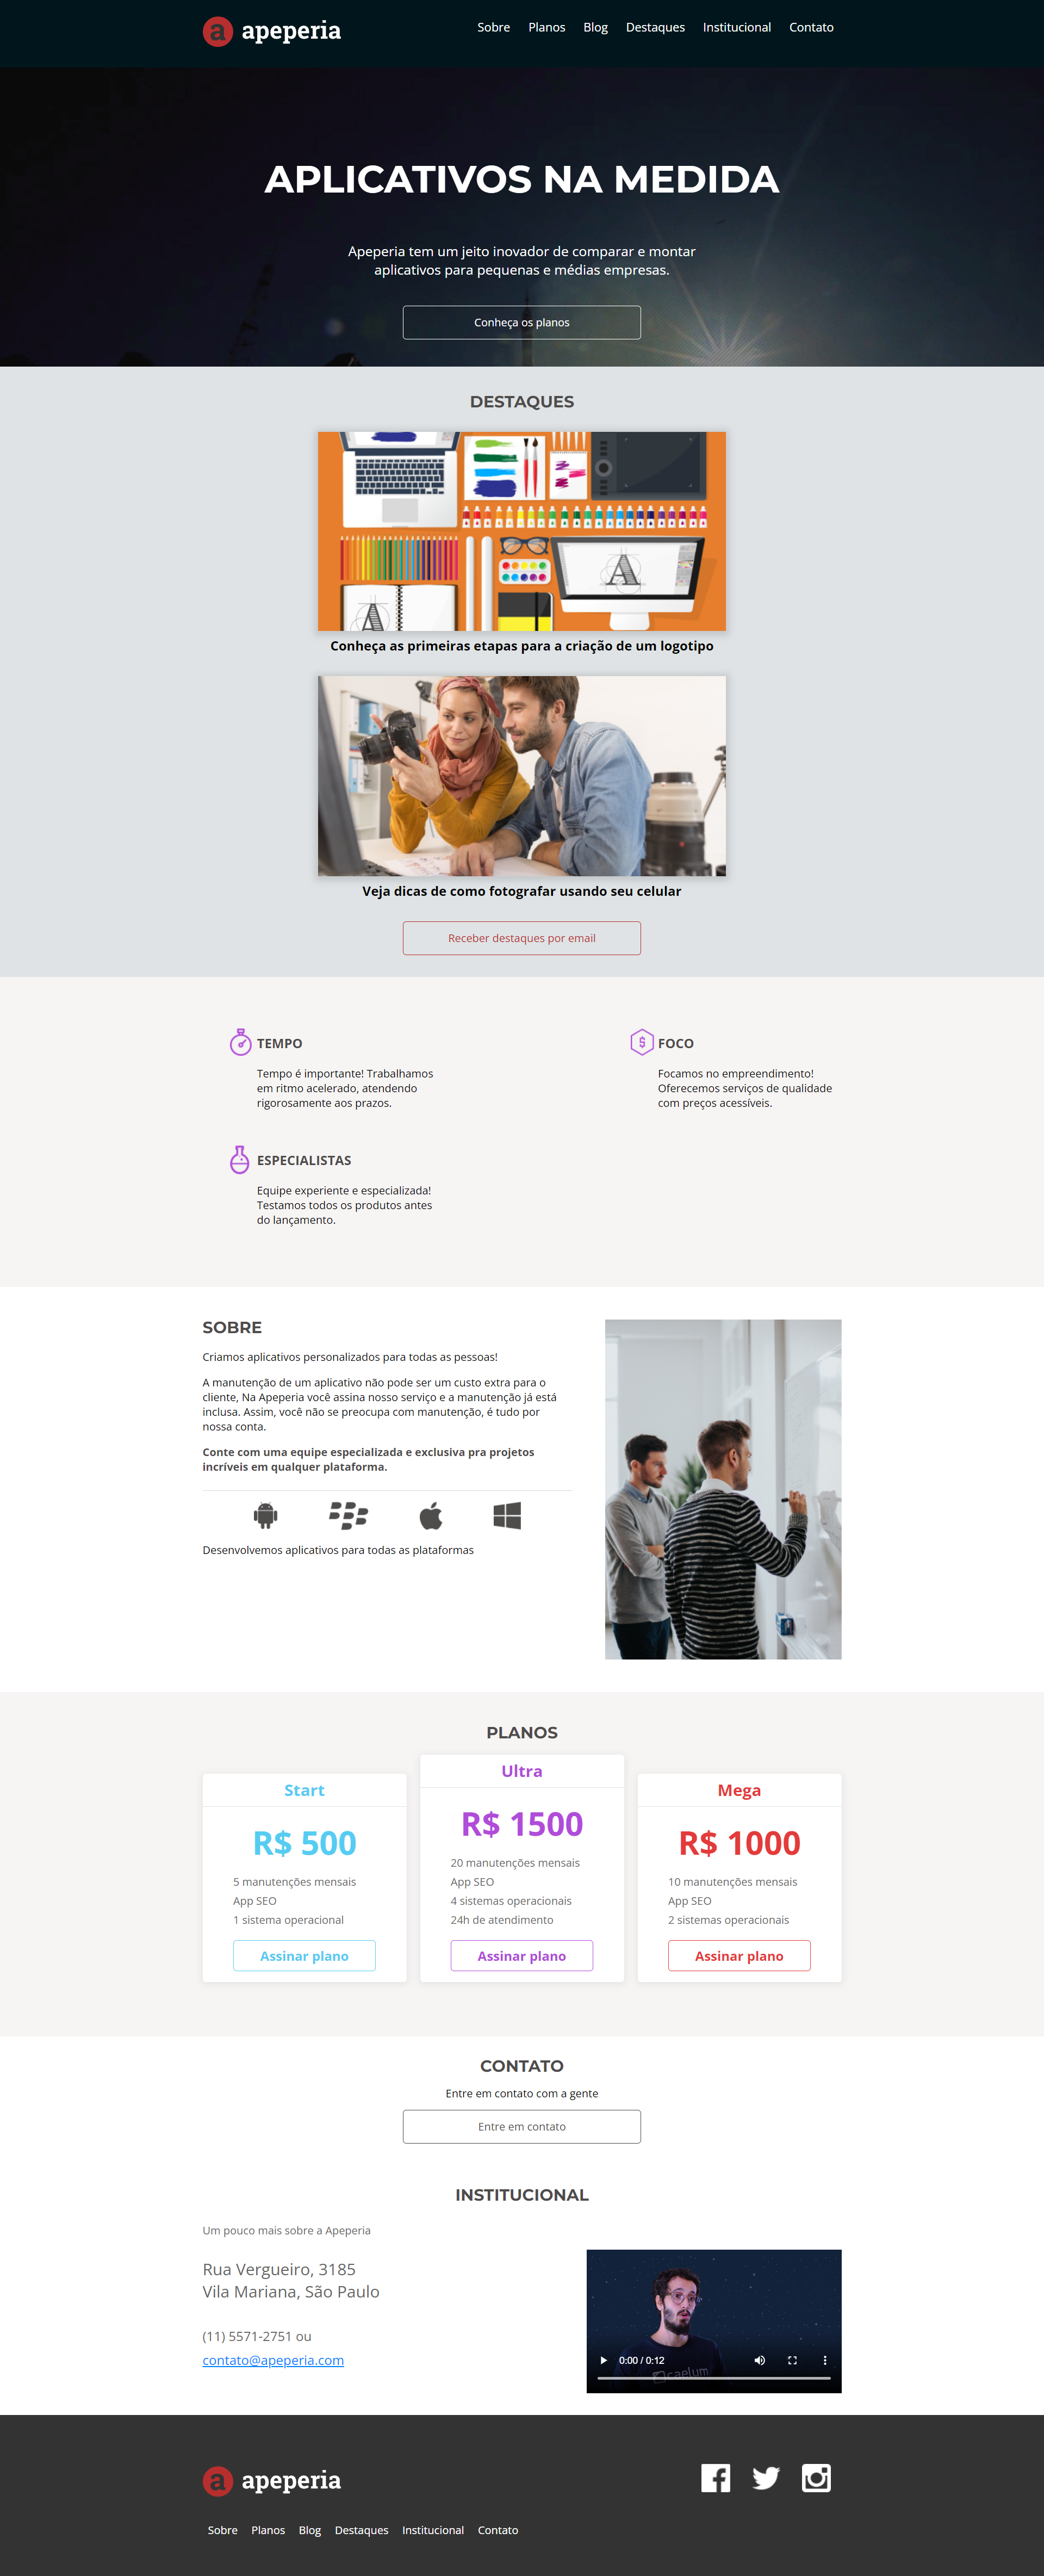 a apeperia
Sobre Planos Blog Destaques Institucional Contato
APLICATIVOS NA MEDIDA
Apeperia tem um jeito inovador de comparar e montar
aplicativos para pequenas e médias empresas.
Conheça os planos
DESTAQUES
A
A
Conheça as primeiras etapas para a criação de um logotipo
Veja dicas de como fotografar usando seu celular
Receber destaques por email
TEMPO
Tempo é importante! Trabalhamos
em ritmo acelerado, atendendo
rigorosamente aos prazos.
$ FOCO
Focamos no empreendimento!
Oferecemos serviços de qualidade
com preços acessíveis.
ESPECIALISTAS
Equipe experiente e especializada!
Testamos todos os produtos antes
do lançamento.
SOBRE
Criamos aplicativos personalizados para todas as pessoas!
A manutenção de um aplicativo não pode ser um custo extra para o
cliente, Na Apeperia você assina nosso serviço e a manutenção já está
inclusa. Assim, você não se preocupa com manutenção, é tudo por
nossa conta.
Conte com uma equipe especializada e exclusiva pra projetos
incríveis em qualquer plataforma.
Desenvolvemos aplicativos para todas as plataformas
PLANOS
Start
R$ 500
5 manutenções mensais
App SEO
1 sistema operacional
Assinar plano
Ultra
R$ 1500
20 manutenções mensais
App SEO
4 sistemas operacionais
24h de atendimento
Assinar plano
Mega
R$ 1000
10 manutenções mensais
App SEO
2 sistemas operacionais
Assinar plano
CONTATO
Entre em contato com a gente
Entre em contato
INSTITUCIONAL
Um pouco mais sobre a Apeperia
Rua Vergueiro, 3185
Vila Mariana, São Paulo
(11) 5571-2751 ou
contato@apeperia.com
0:00 / 0:12
caelum
a apeperia
Sobre Planos Blog Destaques Institucional Contato